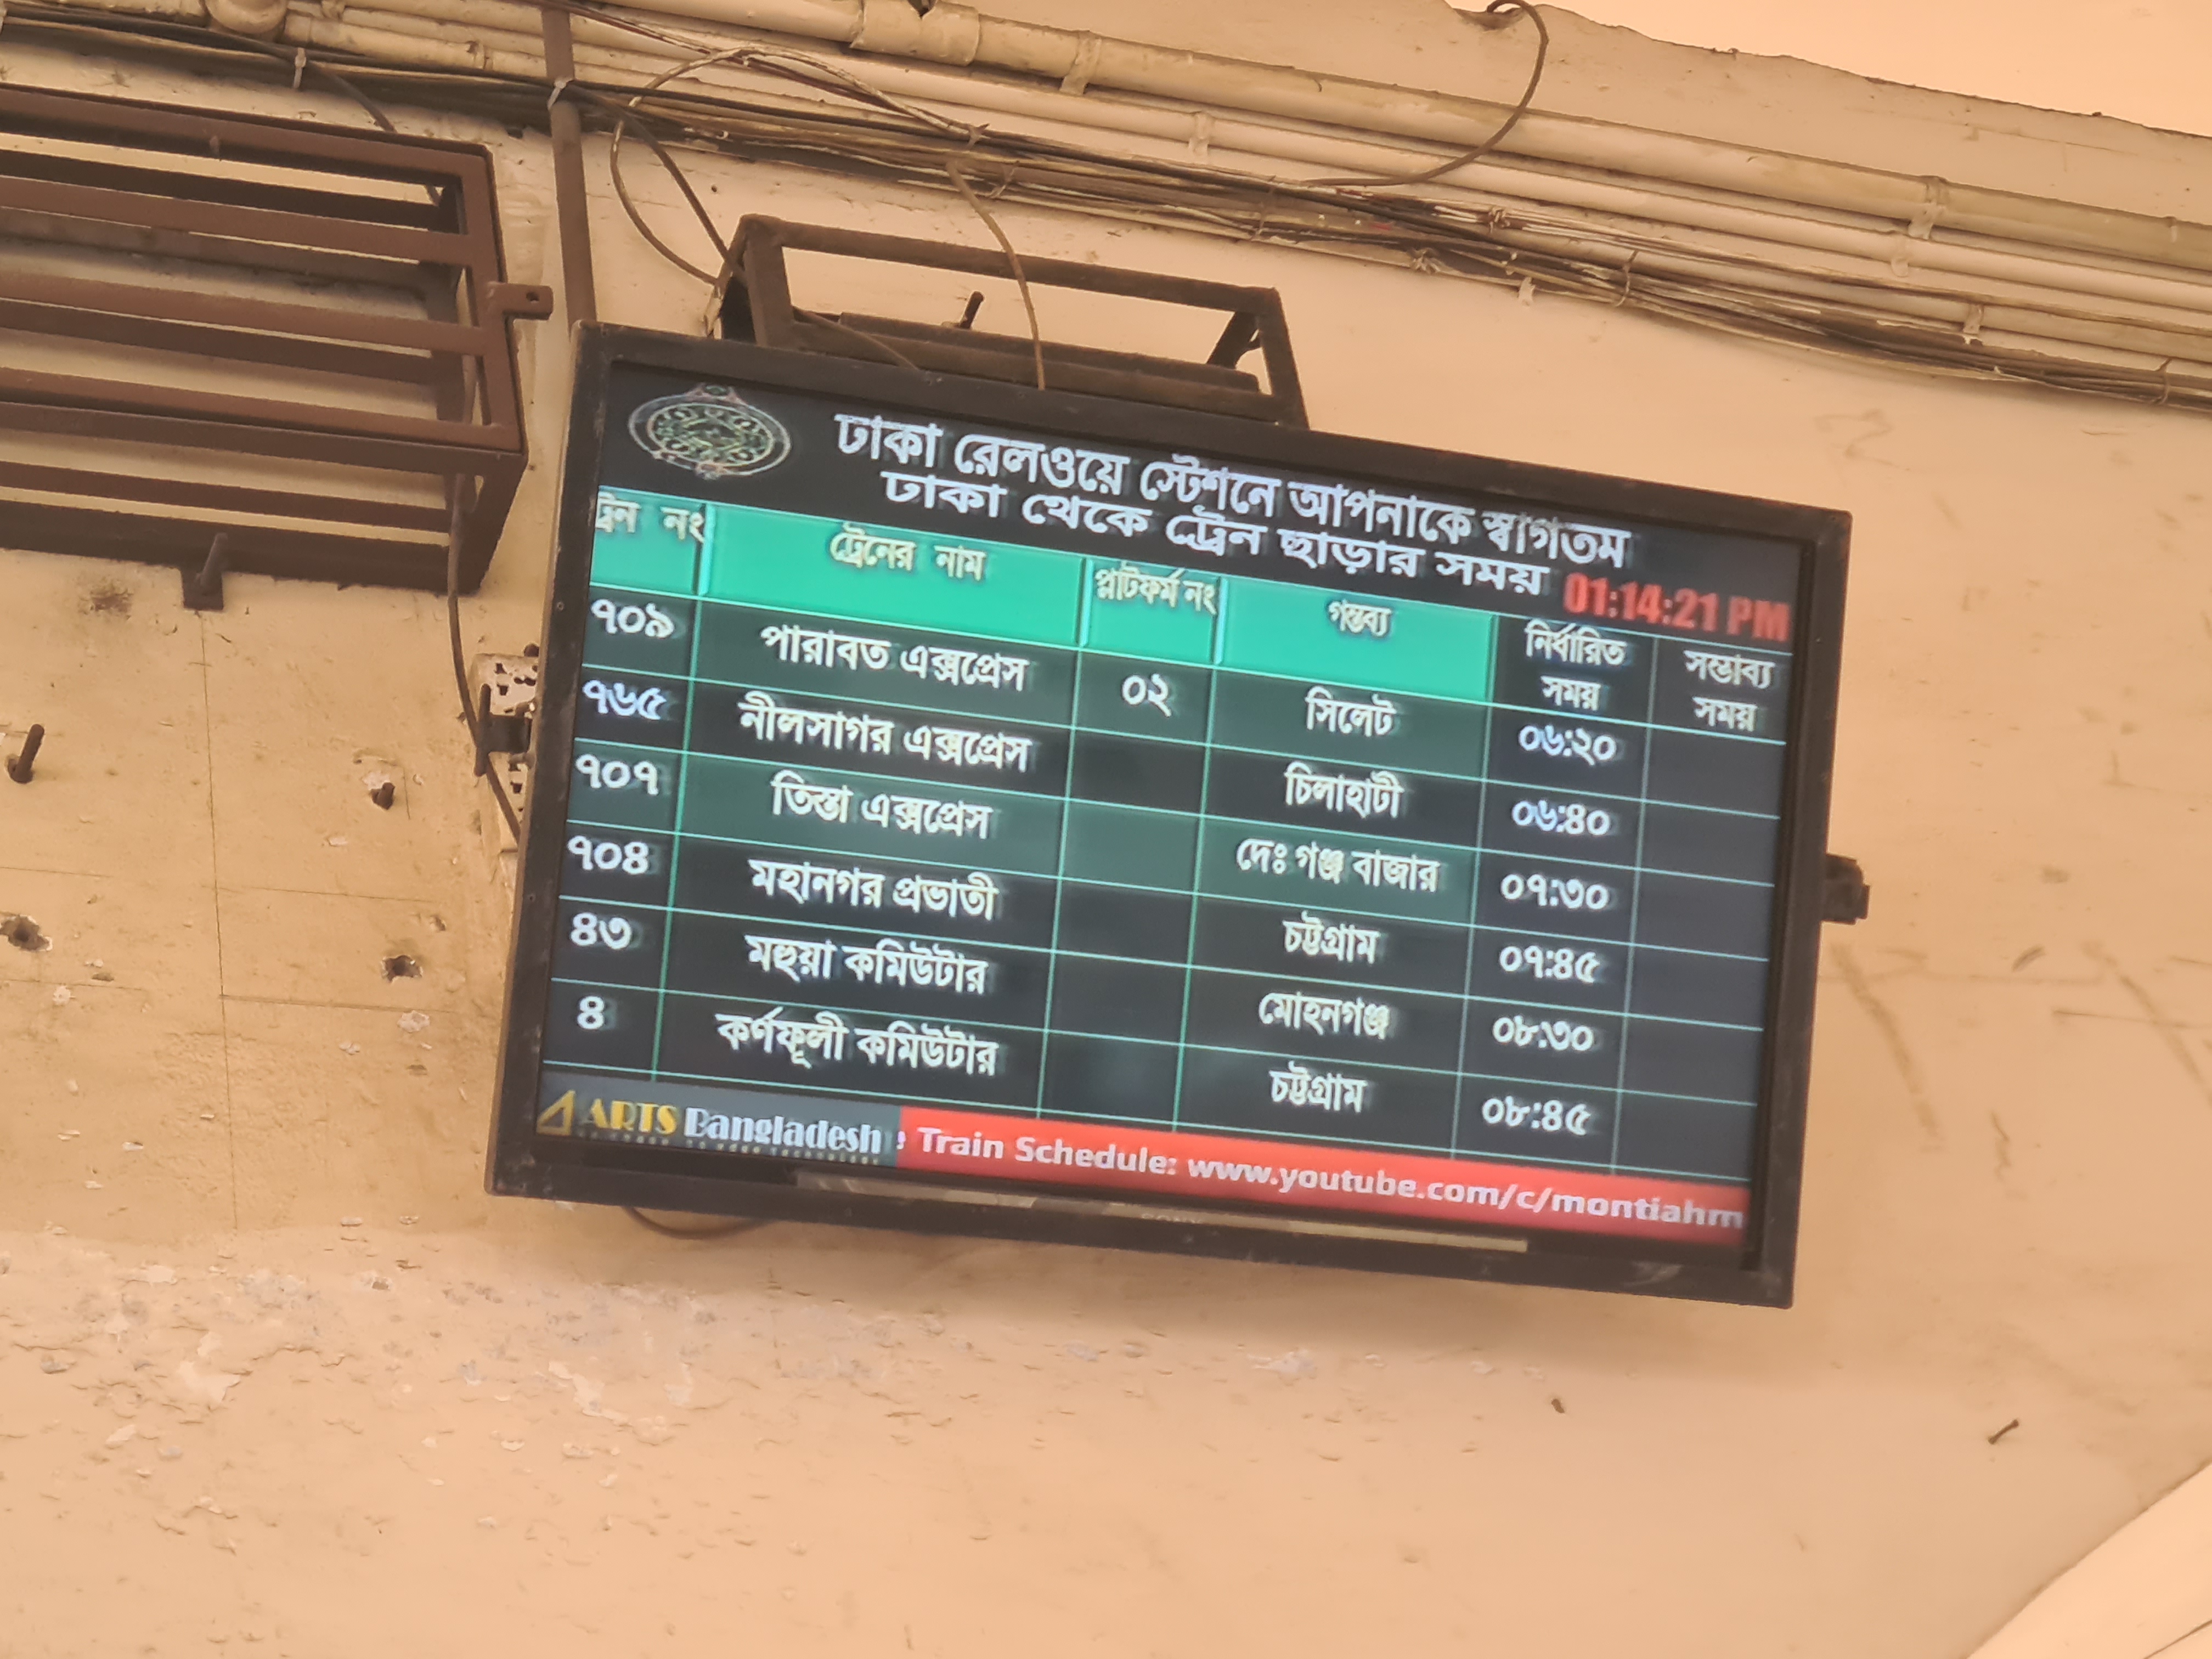 ঢাকা রেলওয়ে স্টেশনে আপনাকে স্বাগতম
ঢাকা থেকে ট্রেন ছাড়ার সময়
01:14:21 PM
ট্রেন নং ট্রেনের নাম প্লাটফর্ম নং গন্তব্য নির্ধারিত সময় সম্ভাব্য সময়
৭০৯ পারাবত এক্সপ্রেস ০২ সিলেট ০৬:২০
৭৬৫ নীলসাগর এক্সপ্রেস চিলাহাটী ০৬:৪০
৭০৭ তিস্তা এক্সপ্রেস দেঃ গঞ্জ বাজার ০৭:৩০
৭০৪ মহানগর প্রভাতী চট্টগ্রাম ০৭:৪৫
৪৩ মহুয়া কমিউটার মোহনগঞ্জ ০৮:৩০
৪ কর্ণফূলী কমিউটার চট্টগ্রাম ০৮:৪৫
ARTS Bangladesh Train Schedule: www.youtube.com/c/montiahm